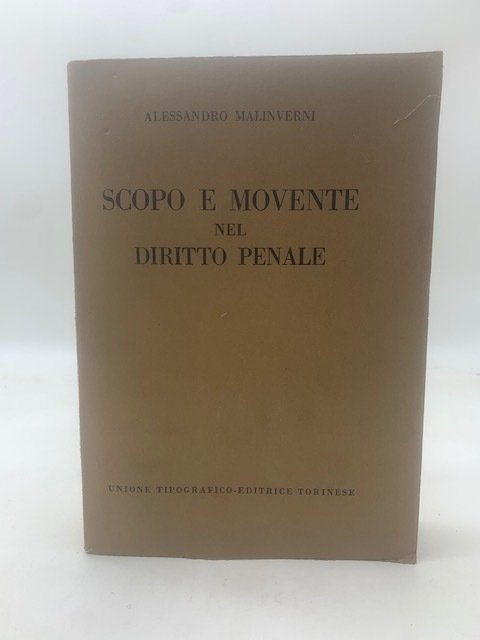 ALESSANDRO MALINVERNI
SCOPO E MOVENTE
NEL
DIRITTO PENALE
UNIONE TIPOGRAFICO-EDITRICE TORINESE